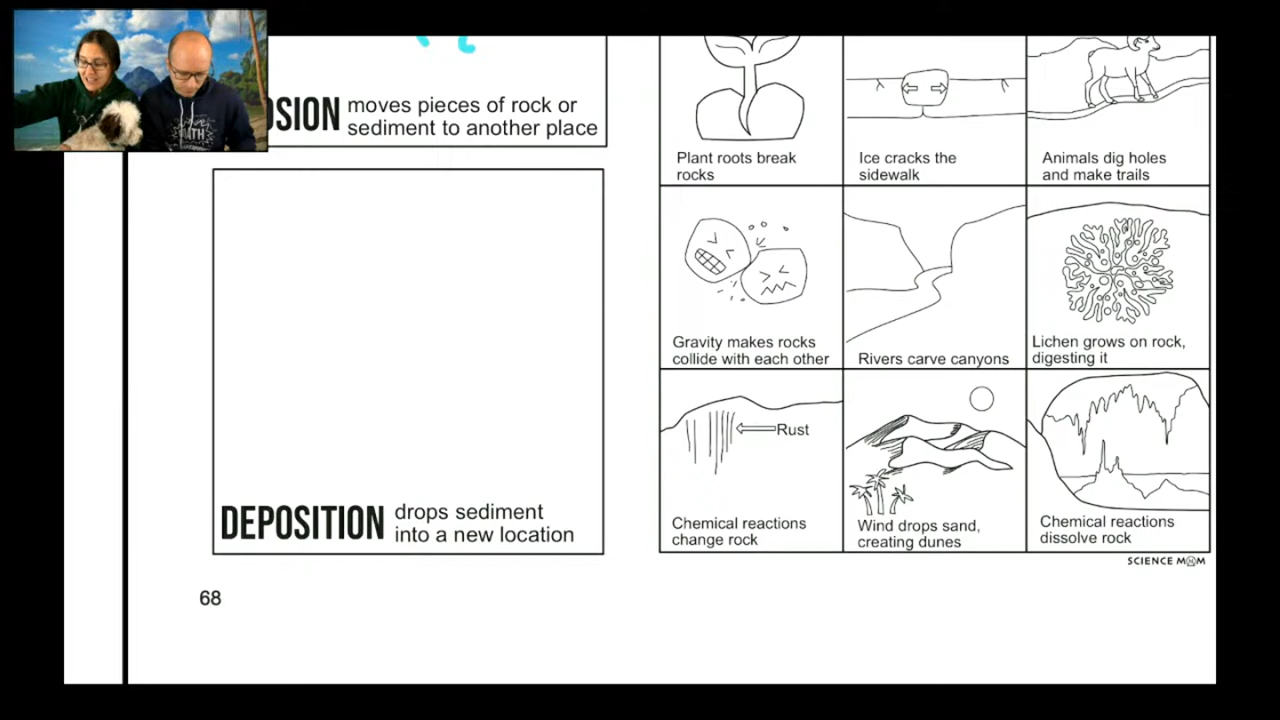 OSION moves pieces of rock or
sediment to another place
DEPOSITION drops sediment
into a new location
68
Plant roots break
rocks
Ice cracks the
sidewalk
Animals dig holes
and make trails
Gravity makes rocks
collide with each other
Rivers carve canyons
Lichen grows on rock,
digesting it
Rust
Chemical reactions
change rock
Wind drops sand,
creating dunes
Chemical reactions
dissolve rock
SCIENCE MOM
MATH